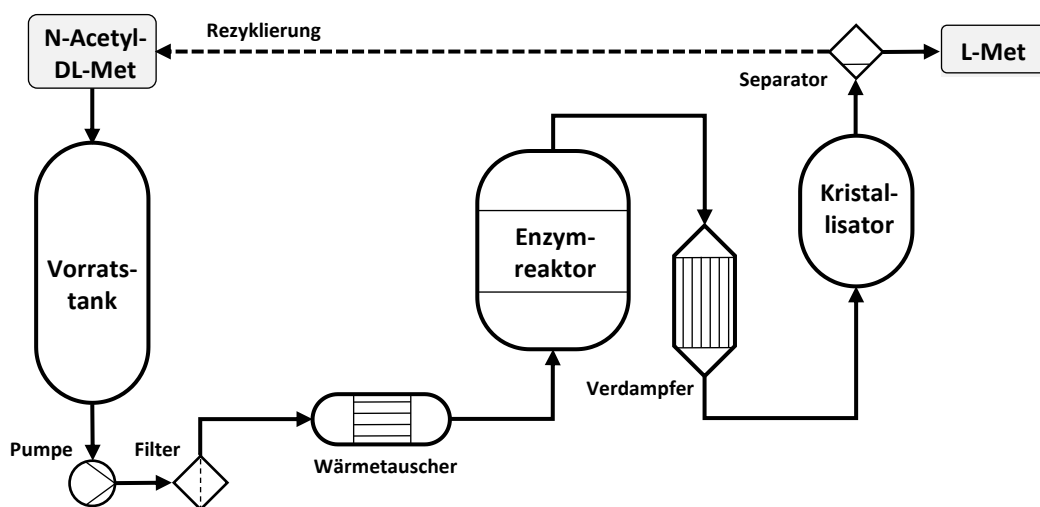 N-Acetyl-
DL-Met
Rezyklierung
Separator
L-Met
Vorrats-
tank
Enzym-
reaktor
Kristal-
lisator
Verdampfer
Pumpe
Filter
Wärmetauscher